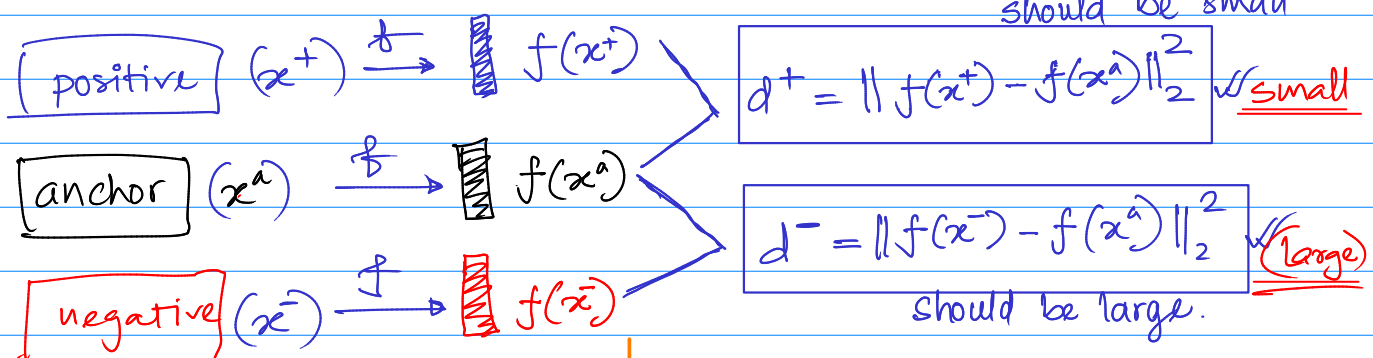 should be small
positive (x⁺) f → f(x⁺) d⁺ = || f(x⁺) - f(xᵃ) ||₂² small
anchor (xᵃ) f → f(xᵃ)
d⁻ = || f(x⁻) - f(xᵃ) ||₂² (large)
negative (x⁻) f → f(x⁻) should be large.